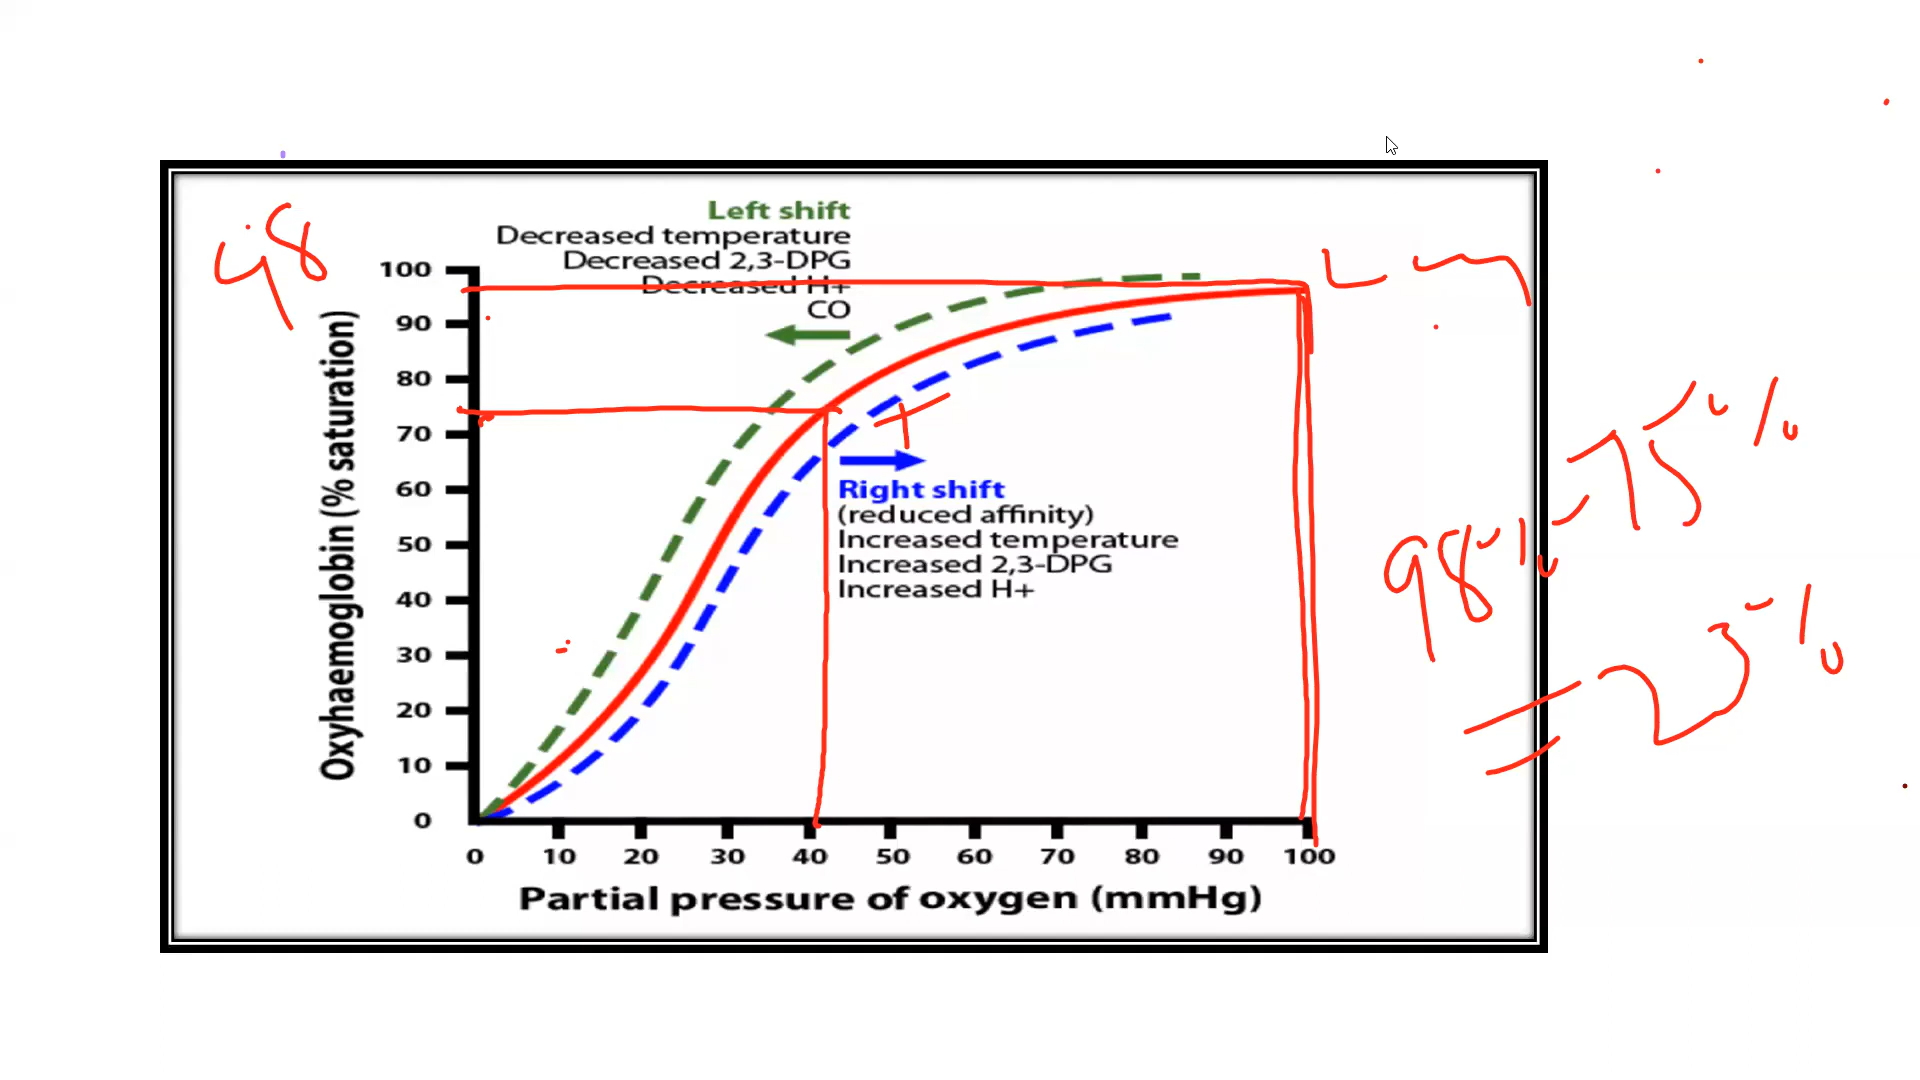 98
Left shift
Decreased temperature
Decreased 2,3-DPG
Decreased H+
CO
Oxyhaemoglobin (% saturation)
100
90
80
70
60
50
40
30
20
10
0
Right shift
(reduced affinity)
Increased temperature
Increased 2,3-DPG
Increased H+
0 10 20 30 40 50 60 70 80 90 100
Partial pressure of oxygen (mmHg)
98% - 75%
= 23%